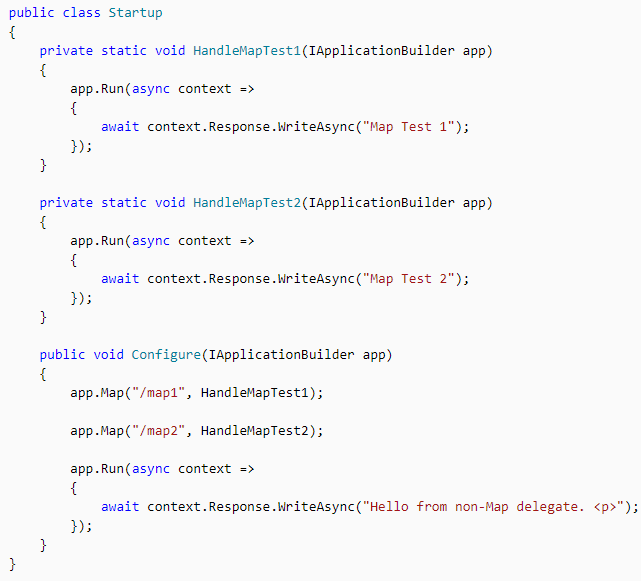 public class Startup
{
    private static void HandleMapTest1(IApplicationBuilder app)
    {
        app.Run(async context =>
        {
            await context.Response.WriteAsync("Map Test 1");
        });
    }

    private static void HandleMapTest2(IApplicationBuilder app)
    {
        app.Run(async context =>
        {
            await context.Response.WriteAsync("Map Test 2");
        });
    }

    public void Configure(IApplicationBuilder app)
    {
        app.Map("/map1", HandleMapTest1);

        app.Map("/map2", HandleMapTest2);

        app.Run(async context =>
        {
            await context.Response.WriteAsync("Hello from non-Map delegate. <p>");
        });
    }
}